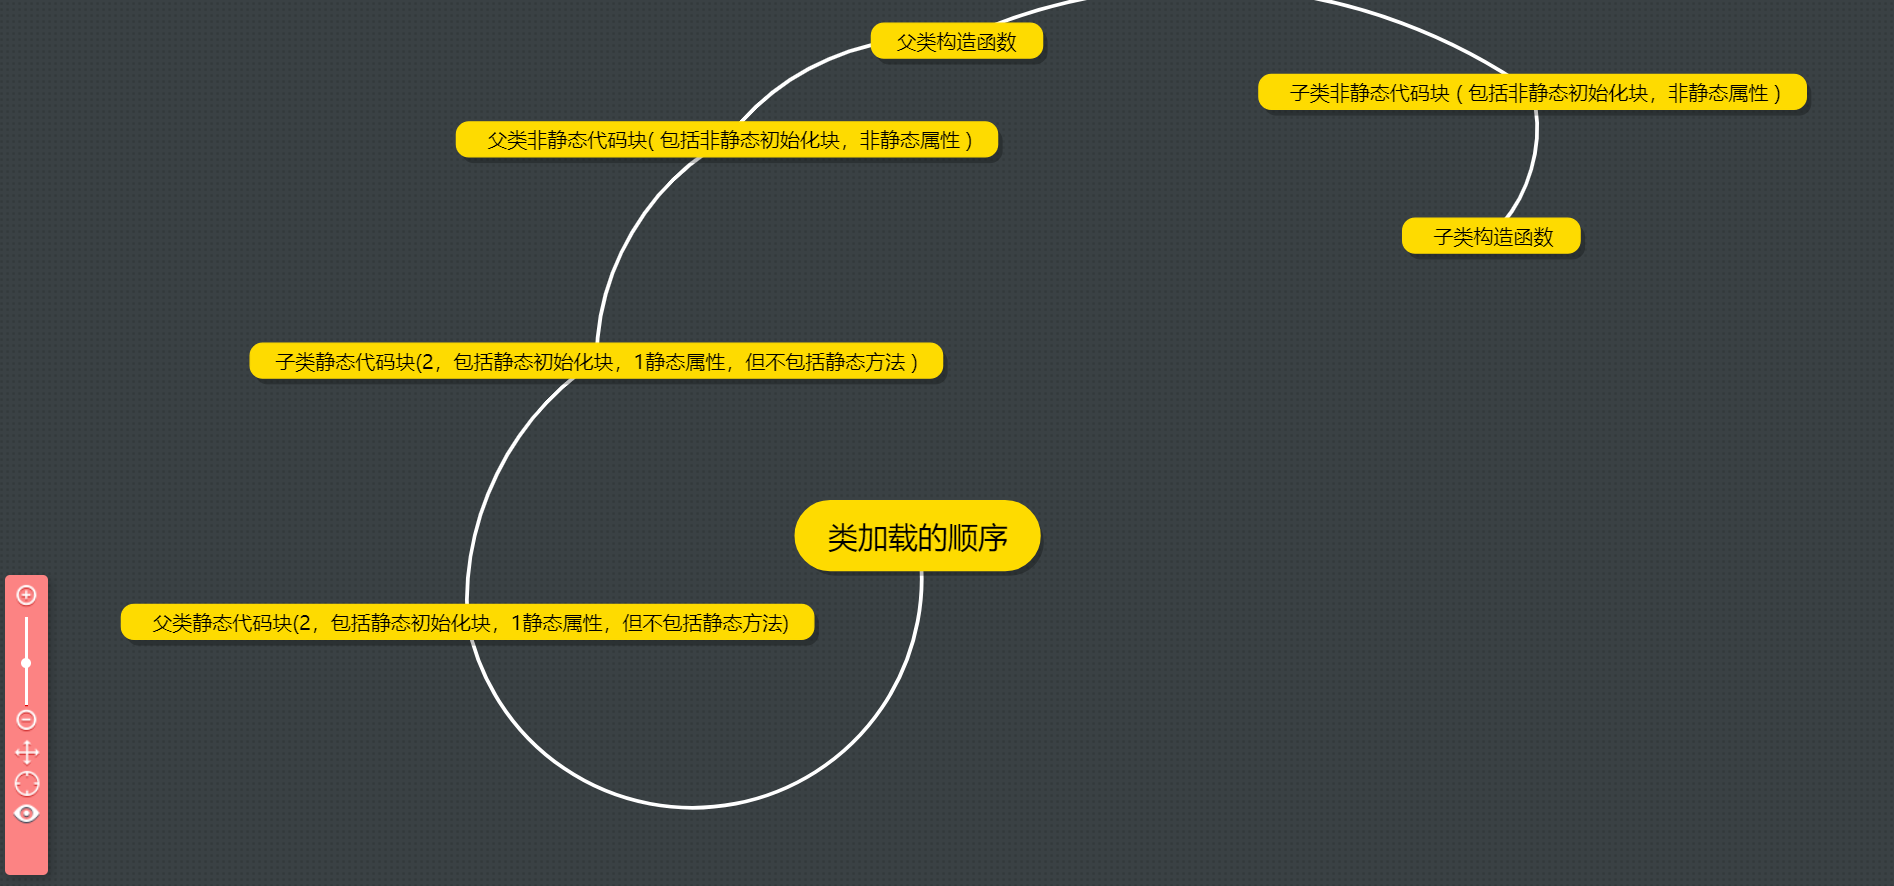 父类构造函数
子类非静态代码块 ( 包括非静态初始化块，非静态属性 )
父类非静态代码块( 包括非静态初始化块，非静态属性 )
子类构造函数
子类静态代码块(2，包括静态初始化块，1静态属性，但不包括静态方法 )
类加载的顺序
父类静态代码块(2，包括静态初始化块，1静态属性，但不包括静态方法)